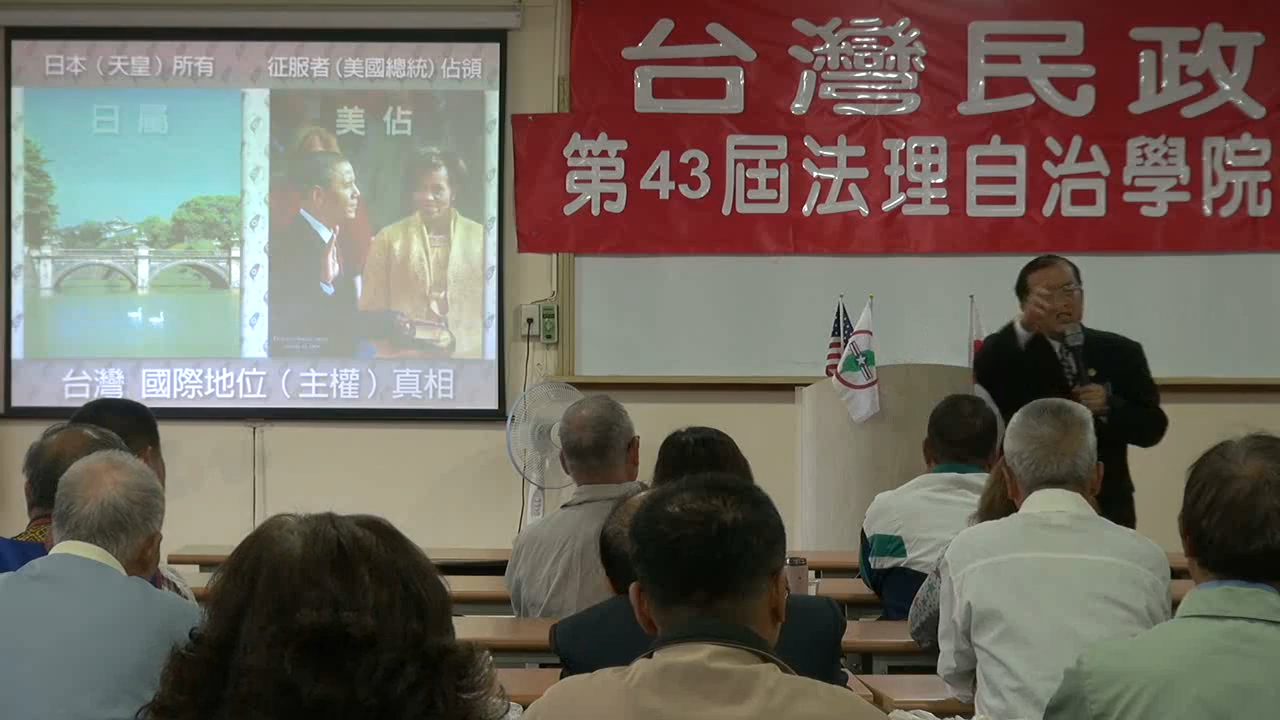 日本（天皇）所有
征服者（美國總統）佔領
日屬
美佔
台灣 國際地位（主權）真相
台灣民政
第43屆法理自治學院